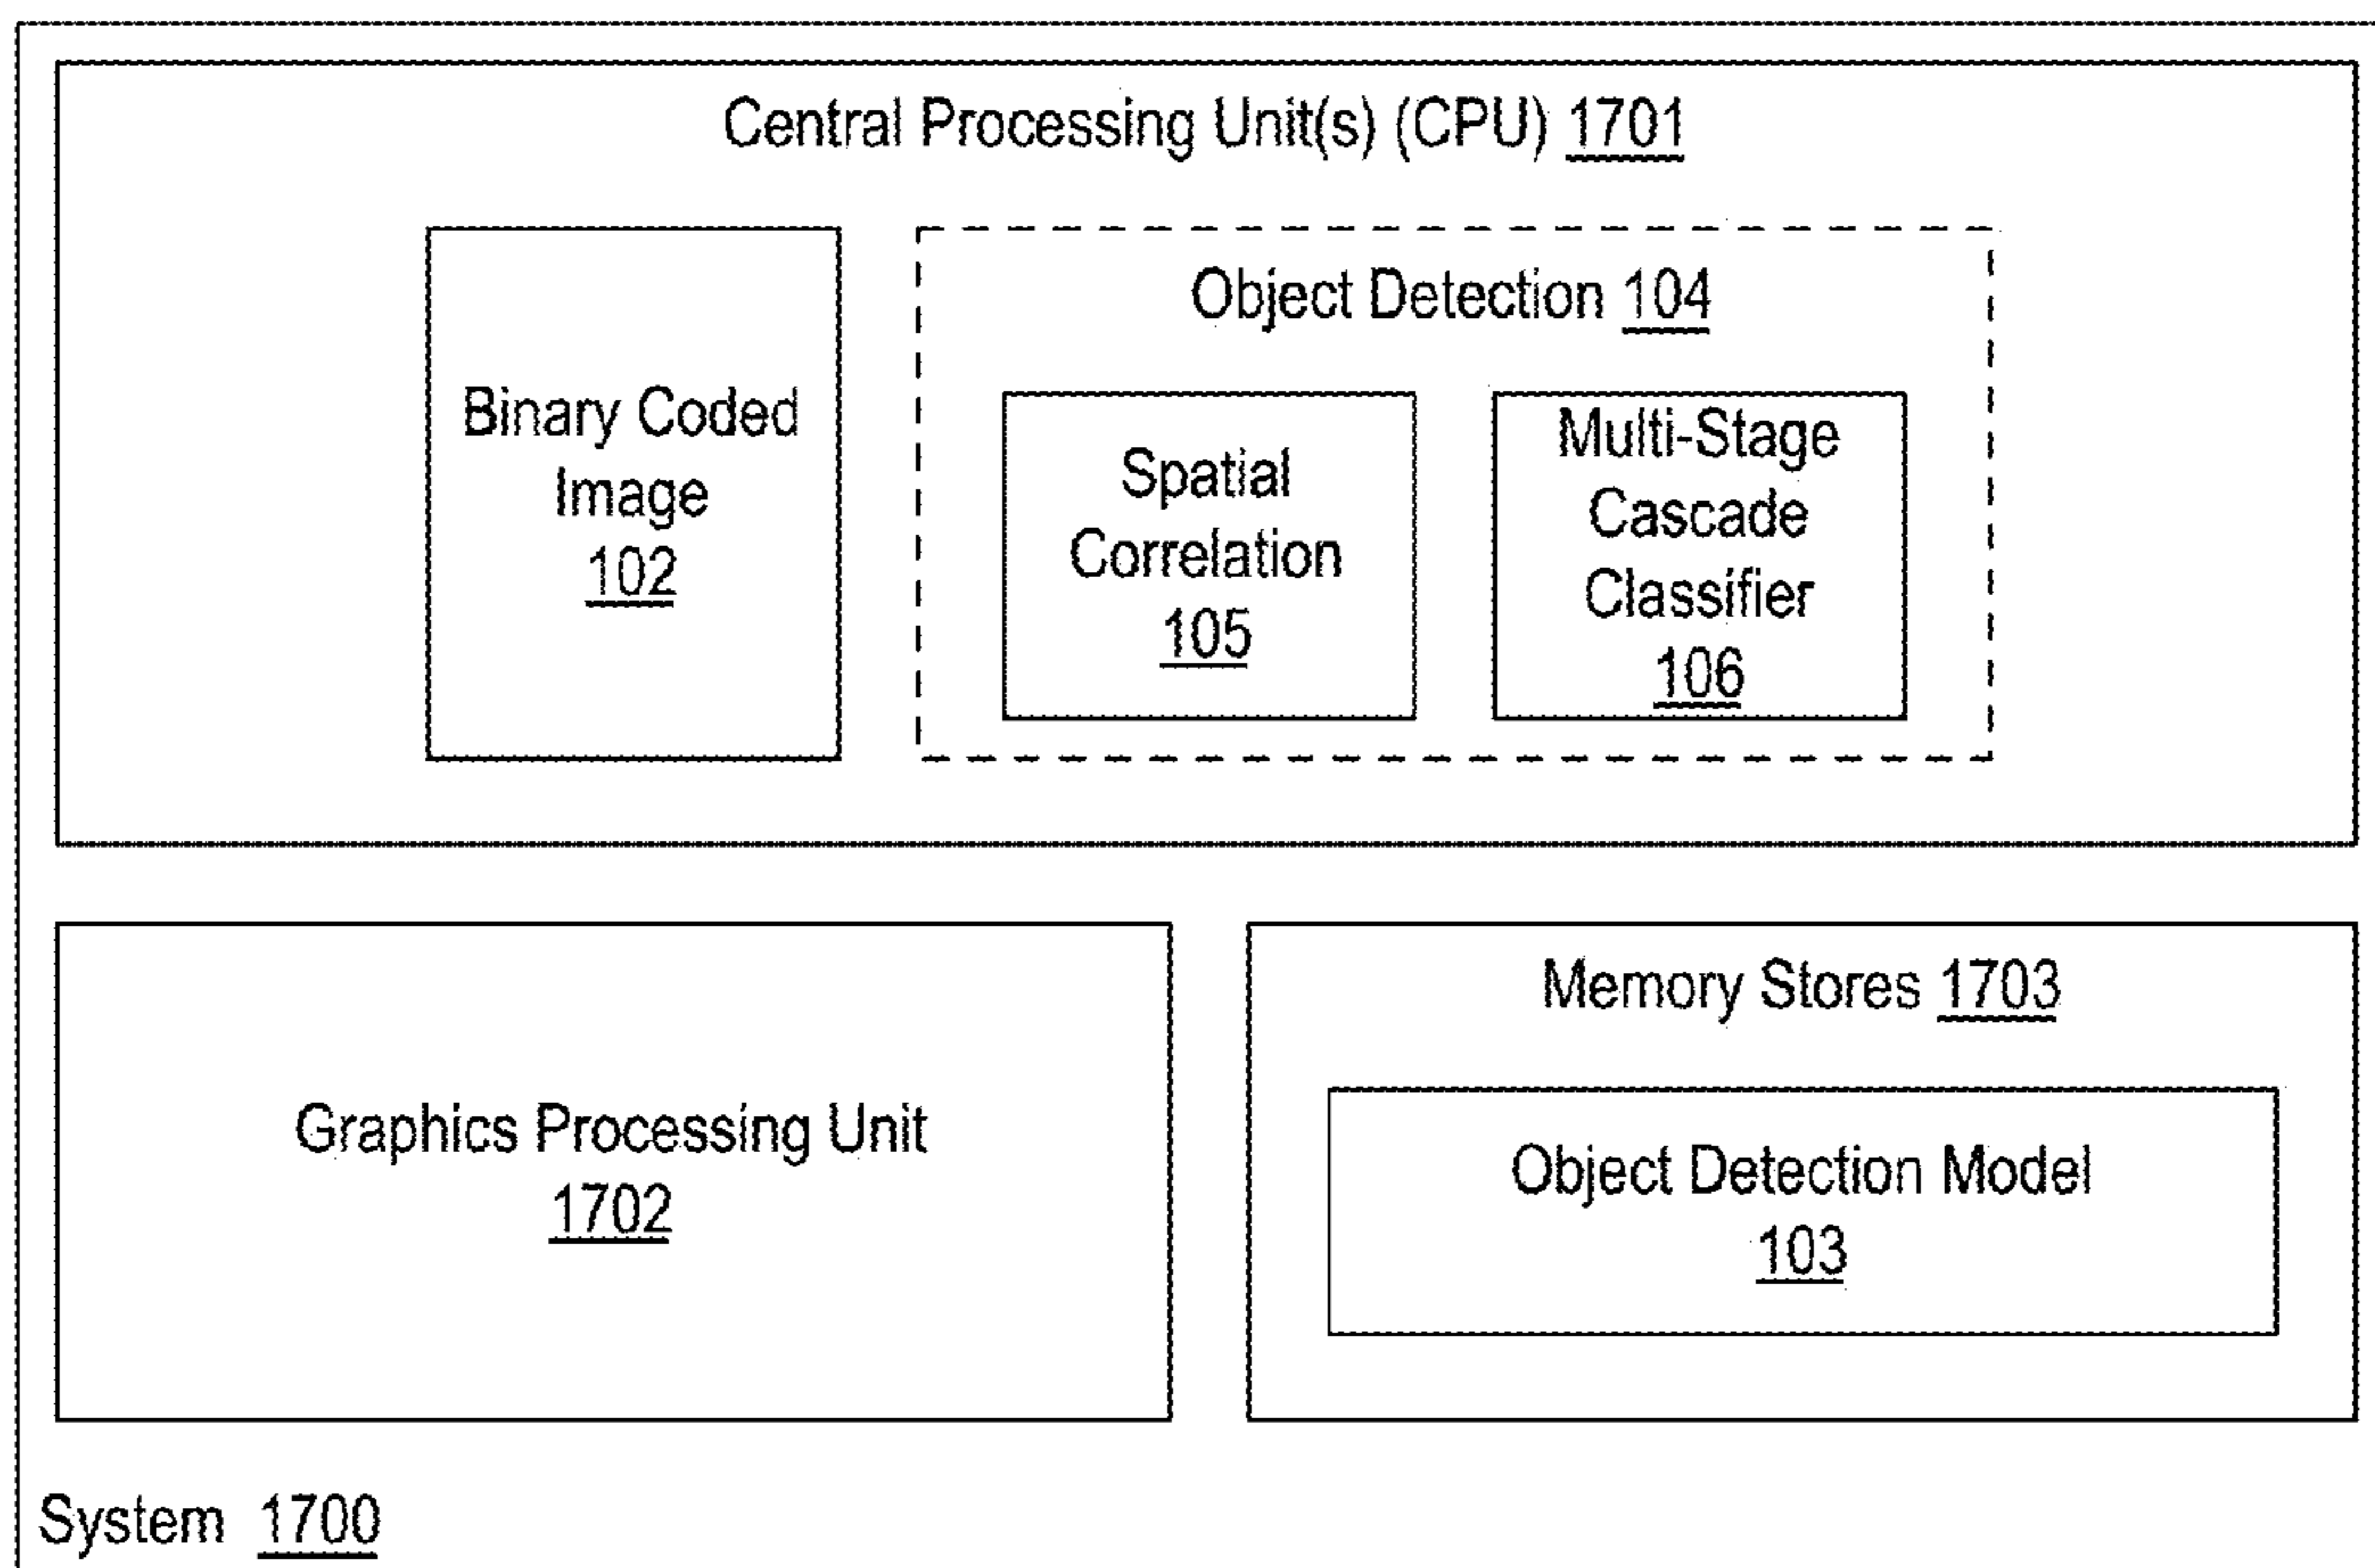 Central Processing Unit(s) (CPU) 1701
Binary Coded
Image
102
Object Detection 104
Spatial
Correlation
105
Multi-Stage
Cascade
Classifier
106
Graphics Processing Unit
1702
Memory Stores 1703
Object Detection Model
103
System 1700